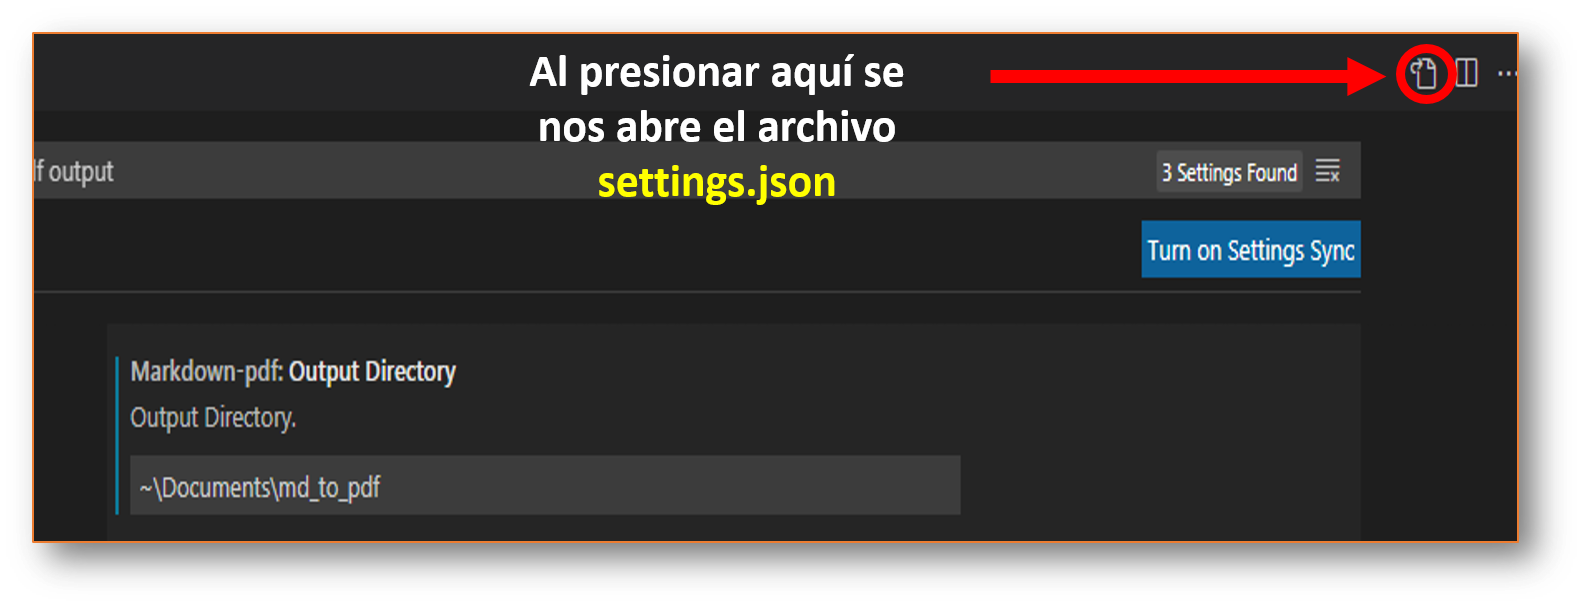 Al presionar aquí se
nos abre el archivo
settings.json
output
3 Settings Found
Turn on Settings Sync
Markdown-pdf: Output Directory
Output Directory.
~\Documents\md_to_pdf